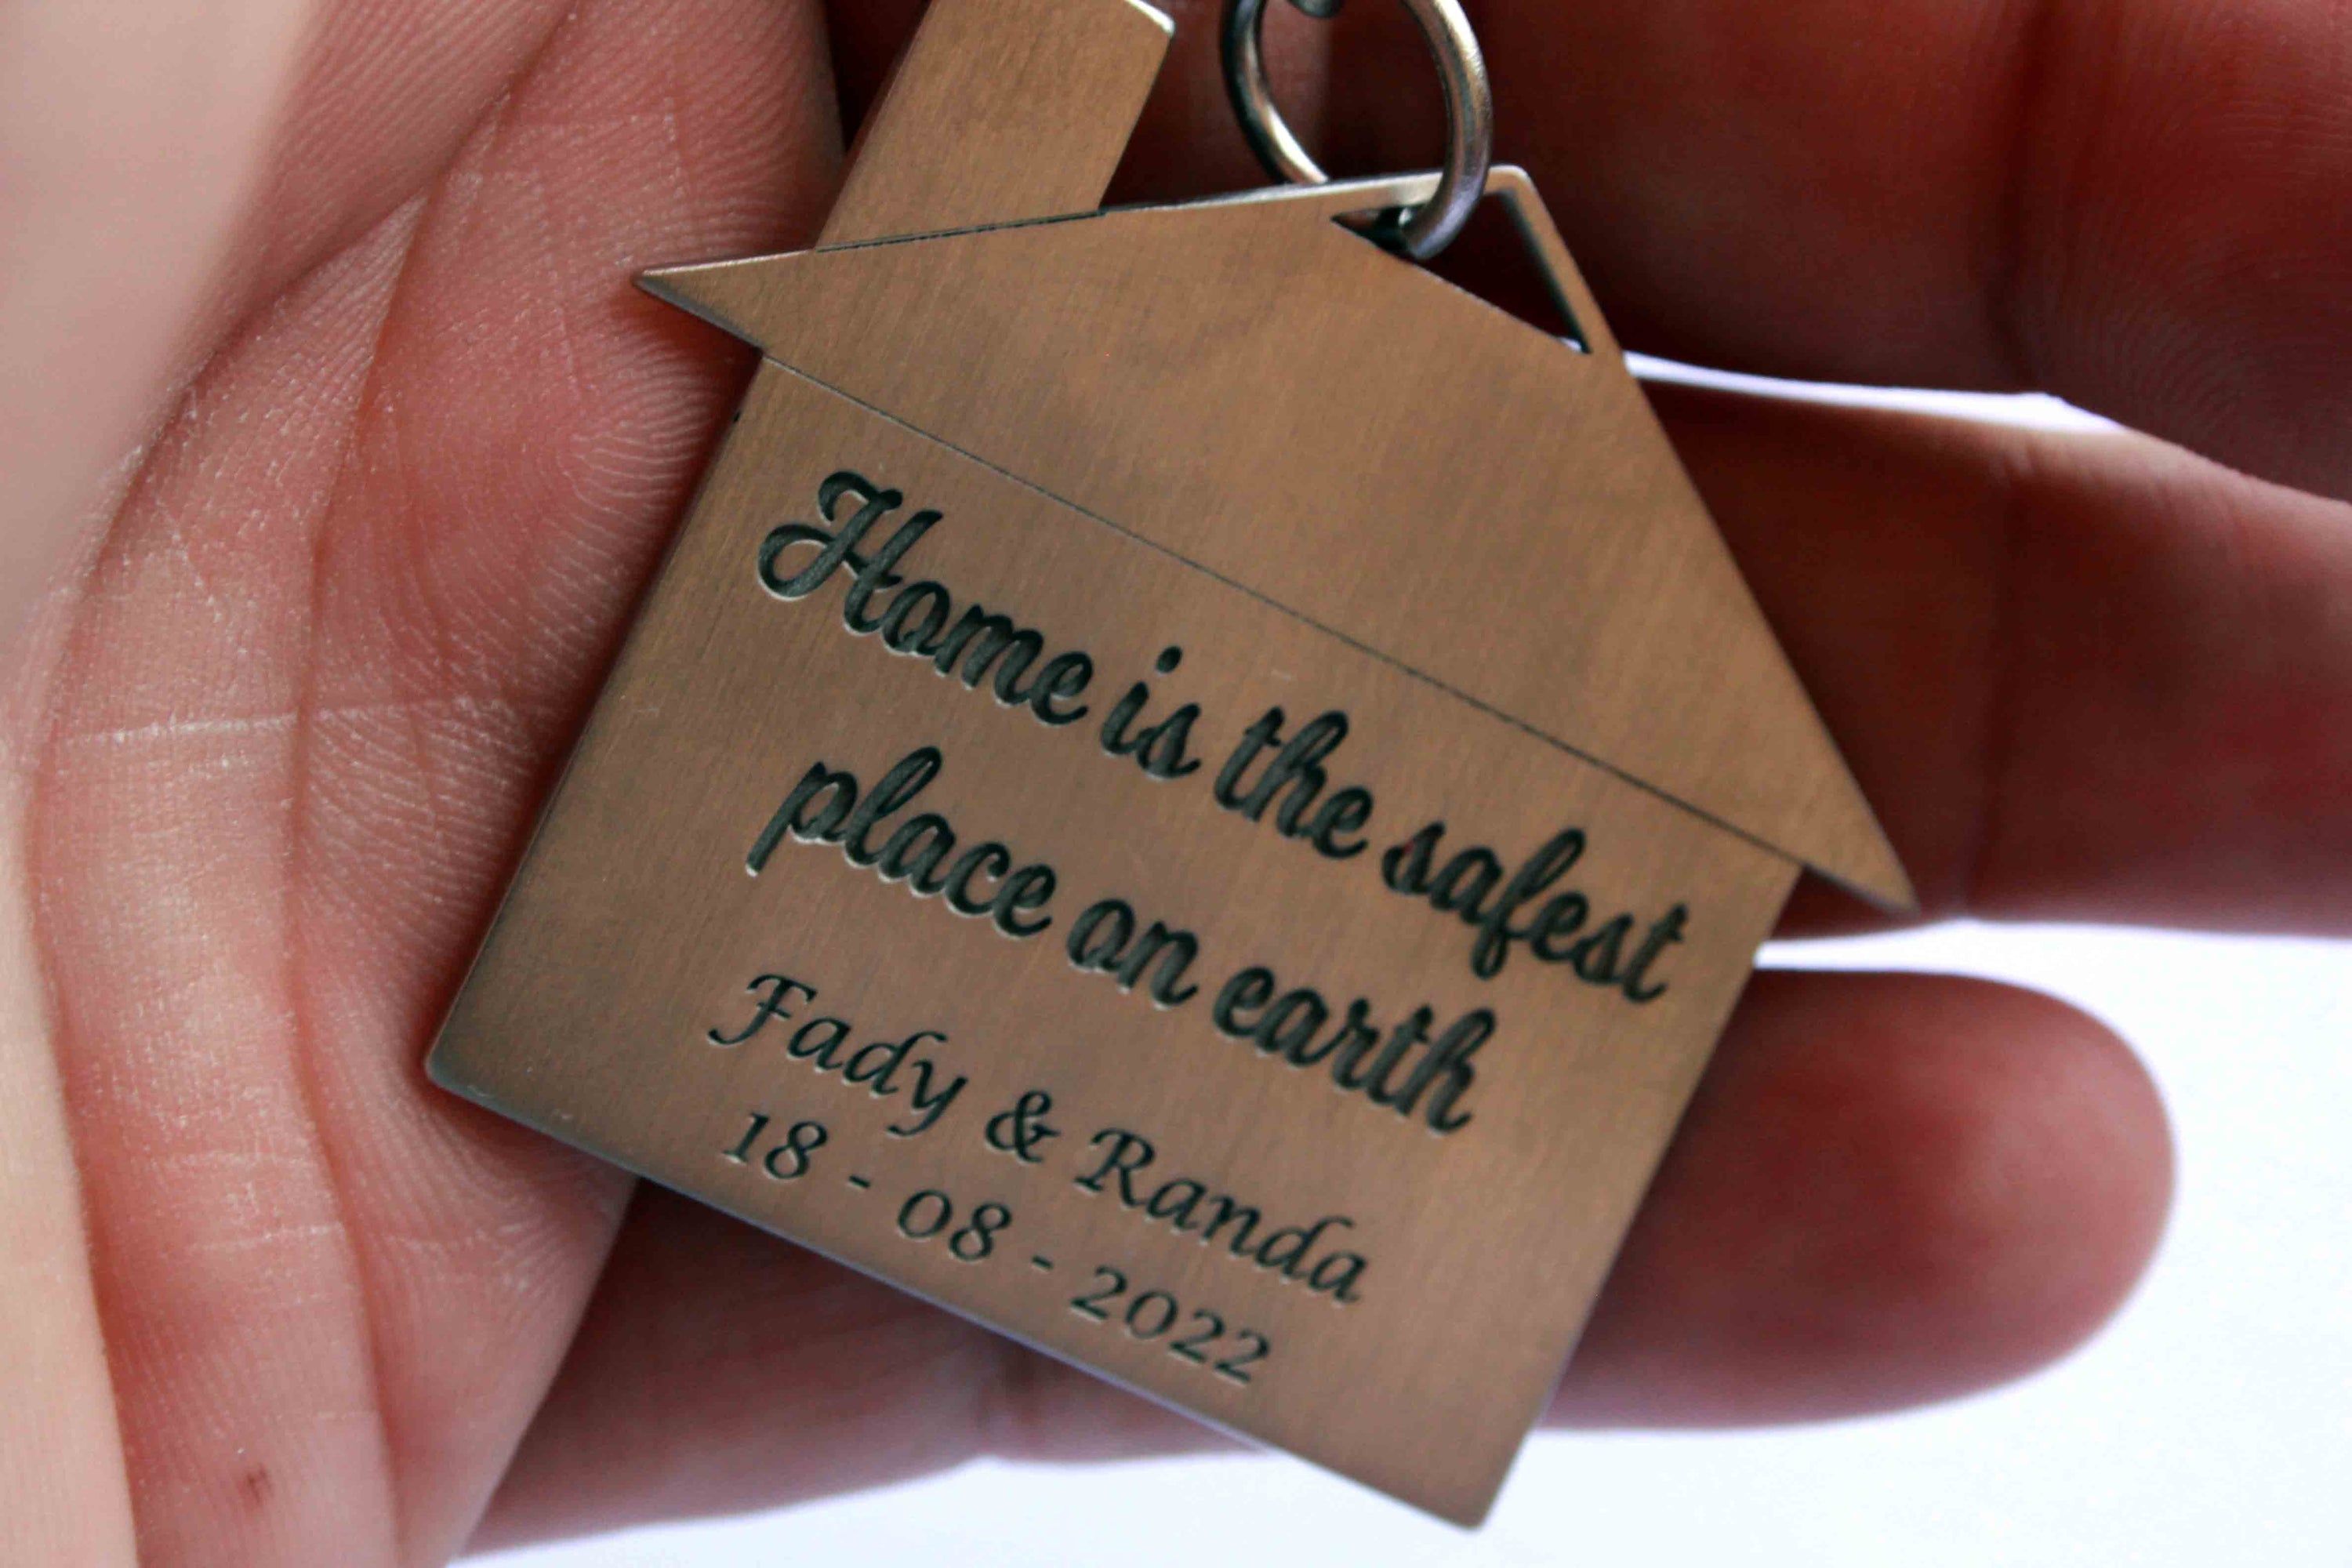 Home is the safest
place on earth
Fady & Randa
18 - 08 - 2022